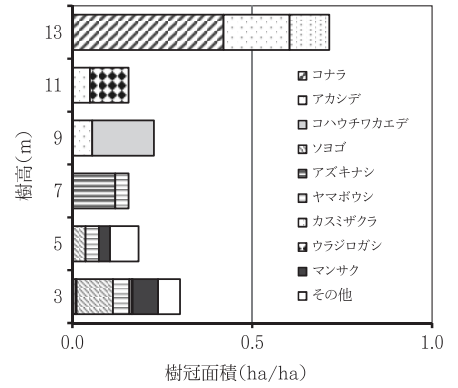 樹高(m)
13
11
9
7
5
3
コナラ
アカシデ
コハウチワカエデ
ソヨゴ
アズキナシ
ヤマボウシ
カスミザクラ
ウラジロガシ
マンサク
その他
0.0 0.5 1.0
樹冠面積(ha/ha)